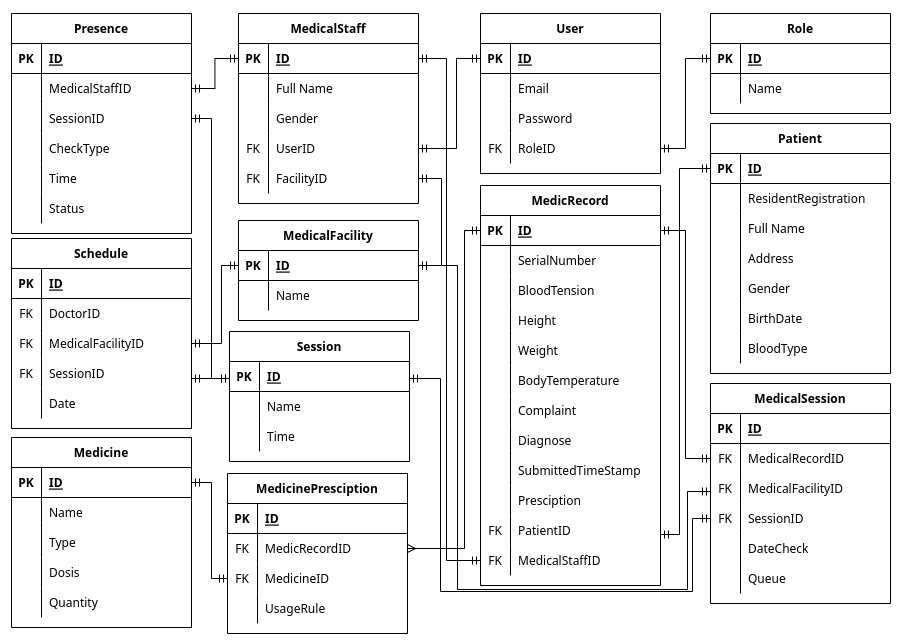 Presence
PK ID
MedicalStaffID
SessionID
CheckType
Time
Status
Schedule
PK ID
FK DoctorID
FK MedicalFacilityID
FK SessionID
Date
Medicine
PK ID
Name
Type
Dosis
Quantity
MedicalStaff
PK ID
Full Name
Gender
FK UserID
FK FacilityID
MedicalFacility
PK ID
Name
Session
PK ID
Name
Time
MedicinePresciption
PK ID
FK MedicRecordID
FK MedicineID
UsageRule
User
PK ID
Email
Password
FK RoleID
MedicRecord
PK ID
SerialNumber
BloodTension
Height
Weight
BodyTemperature
Complaint
Diagnose
SubmittedTimeStamp
Presciption
FK PatientID
FK MedicalStaffID
Role
PK ID
Name
Patient
PK ID
ResidentRegistration
Full Name
Address
Gender
BirthDate
BloodType
MedicalSession
PK ID
FK MedicalRecordID
FK MedicalFacilityID
FK SessionID
DateCheck
Queue